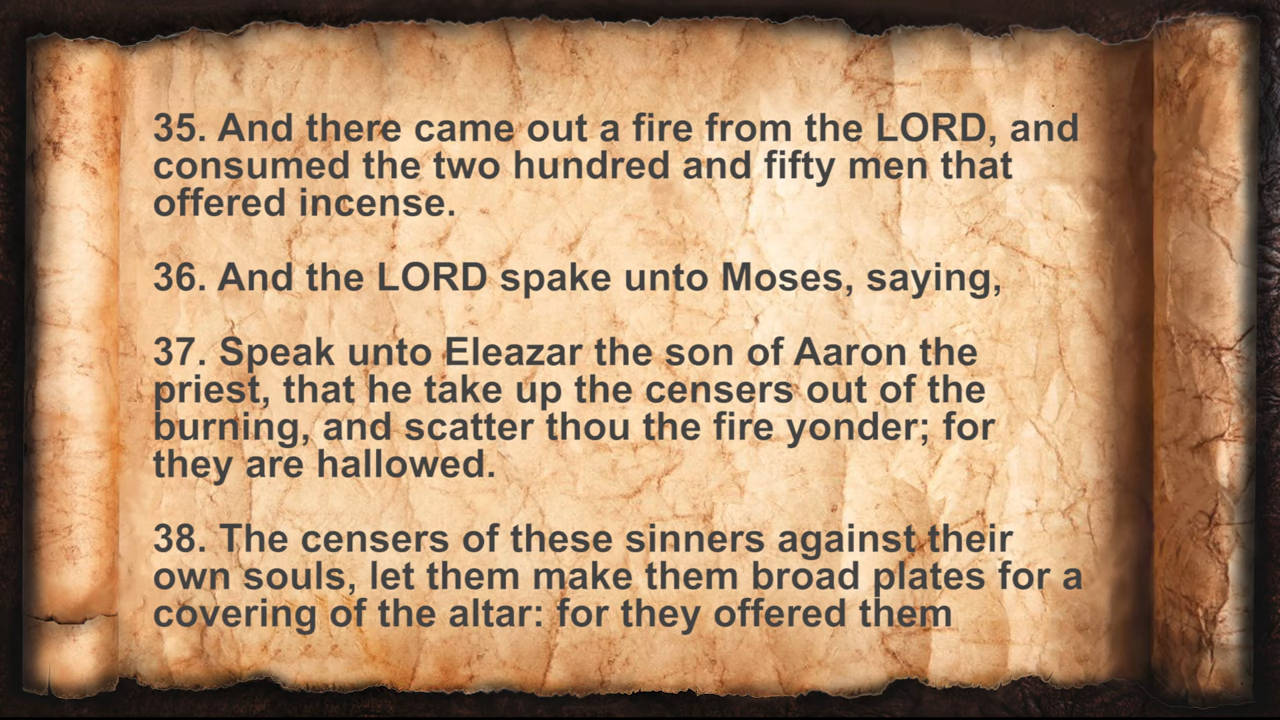 35. And there came out a fire from the LORD, and
consumed the two hundred and fifty men that
offered incense.
36. And the LORD spake unto Moses, saying,
37. Speak unto Eleazar the son of Aaron the
priest, that he take up the censers out of the
burning, and scatter thou the fire yonder; for
they are hallowed.
38. The censers of these sinners against their
own souls, let them make them broad plates for a
covering of the altar: for they offered them